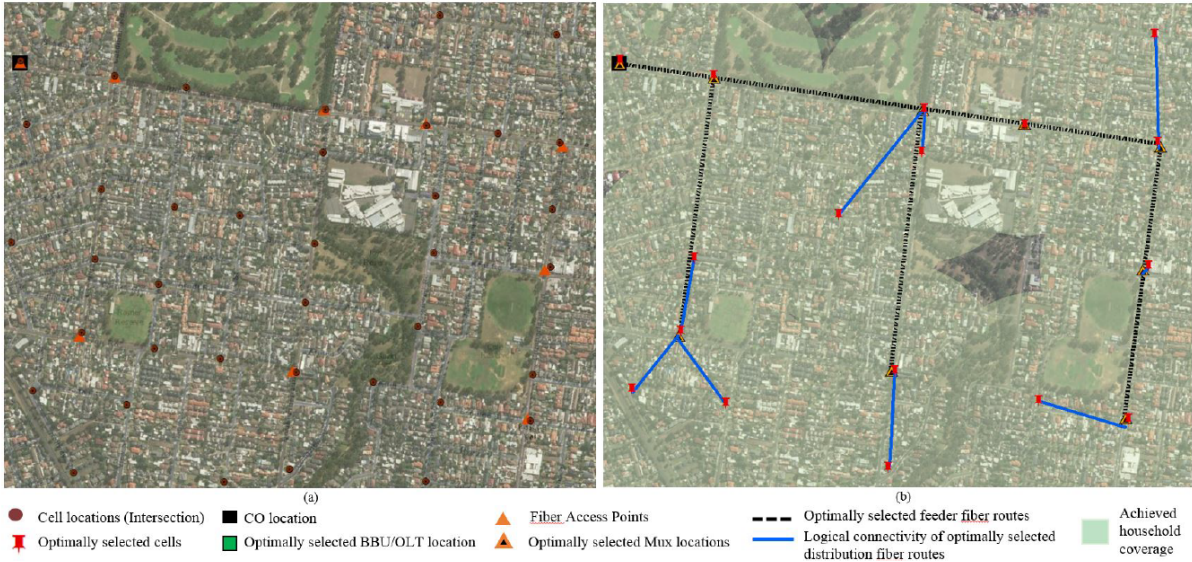 (a)
(b)
Cell locations (Intersection)
CO location
Fiber Access Points
Optimally selected feeder fiber routes
Achieved
household
coverage
Optimally selected cells
Optimally selected BBU/OLT location
Optimally selected Mux locations
Logical connectivity of optimally selected
distribution fiber routes